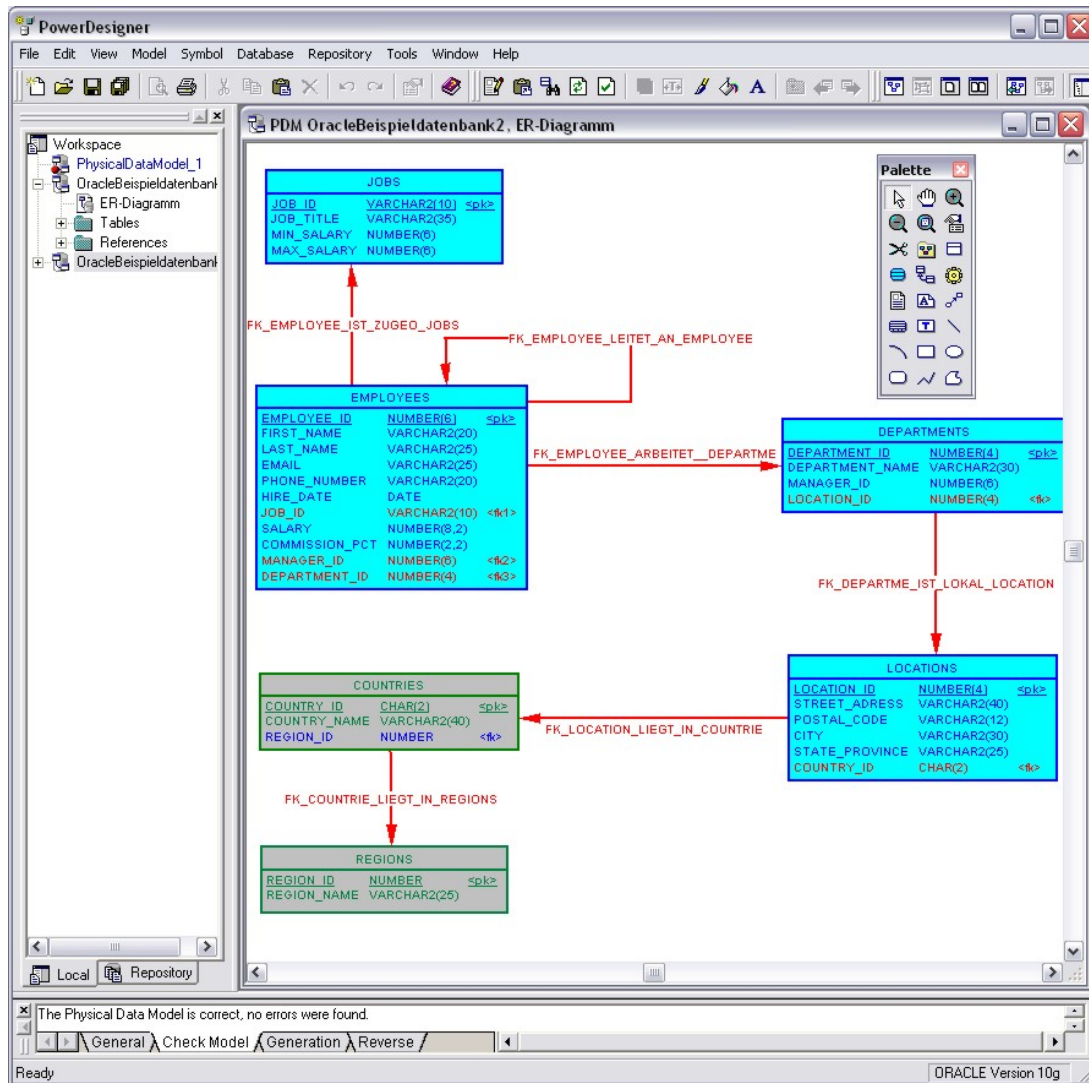 PowerDesigner
File Edit View Model Symbol Database Repository Tools Window Help
Workspace
PhysicalDataModel_1
OracleBeispieldatenbank
ER-Diagramm
Tables
References
OracleBeispieldatenbank
Local Repository
PDM OracleBeispieldatenbank2, ER-Diagramm
Palette
JOBS
JOB_ID VARCHAR2(10) <pk>
JOB_TITLE VARCHAR2(35)
MIN_SALARY NUMBER(6)
MAX_SALARY NUMBER(6)
FK_EMPLOYEE_IST_ZUGEO_JOBS
FK_EMPLOYEE_LEITET_AN_EMPLOYEE
EMPLOYEES
EMPLOYEE_ID NUMBER(6) <pk>
FIRST_NAME VARCHAR2(20)
LAST_NAME VARCHAR2(25)
EMAIL VARCHAR2(25)
PHONE_NUMBER VARCHAR2(20)
HIRE_DATE DATE
JOB_ID VARCHAR2(10) <fk1>
SALARY NUMBER(8,2)
COMMISSION_PCT NUMBER(2,2)
MANAGER_ID NUMBER(6) <fk2>
DEPARTMENT_ID NUMBER(4) <fk3>
FK_EMPLOYEE_ARBEITET__DEPARTME
DEPARTMENTS
DEPARTMENT_ID NUMBER(4) <pk>
DEPARTMENT_NAME VARCHAR2(30)
MANAGER_ID NUMBER(6)
LOCATION_ID NUMBER(4) <fk>
FK_DEPARTME_IST_LOKAL_LOCATION
LOCATIONS
LOCATION_ID NUMBER(4) <pk>
STREET_ADRESS VARCHAR2(40)
POSTAL_CODE VARCHAR2(12)
CITY VARCHAR2(30)
STATE_PROVINCE VARCHAR2(25)
COUNTRY_ID CHAR(2) <fk>
FK_LOCATION_LIEGT_IN_COUNTRIE
COUNTRIES
COUNTRY_ID CHAR(2) <pk>
COUNTRY_NAME VARCHAR2(40)
REGION_ID NUMBER <fk>
FK_COUNTRIE_LIEGT_IN_REGIONS
REGIONS
REGION_ID NUMBER <pk>
REGION_NAME VARCHAR2(25)
The Physical Data Model is correct, no errors were found.
General Check Model Generation Reverse
Ready ORACLE Version 10g